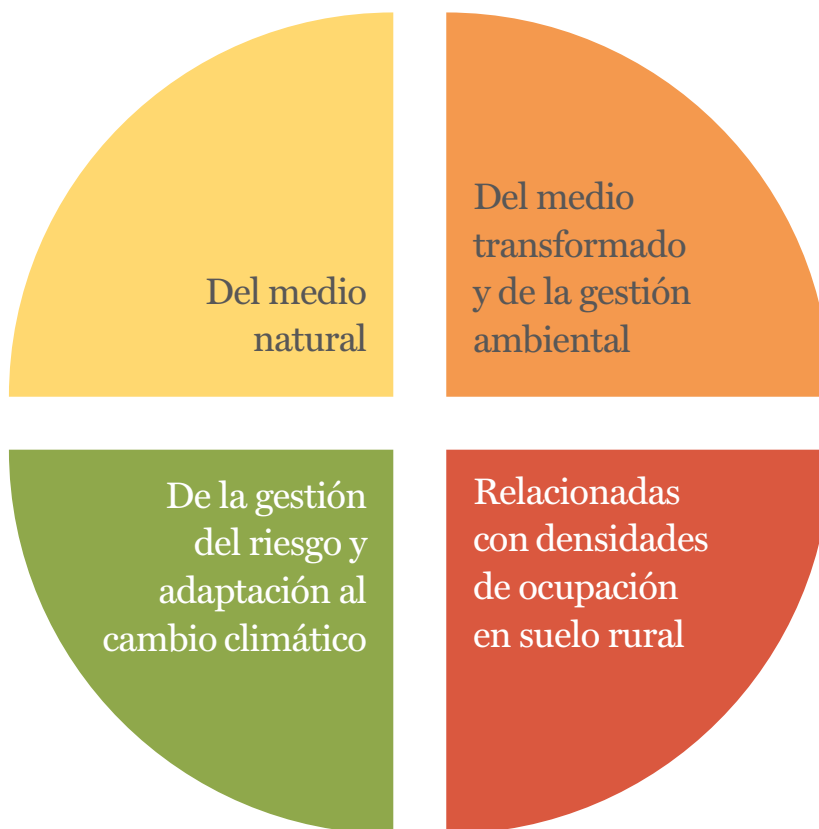 Del medio
natural
Del medio
transformado
y de la gestión
ambiental
De la gestión
del riesgo y
adaptación al
cambio climático
Relacionadas
con densidades
de ocupación
en suelo rural